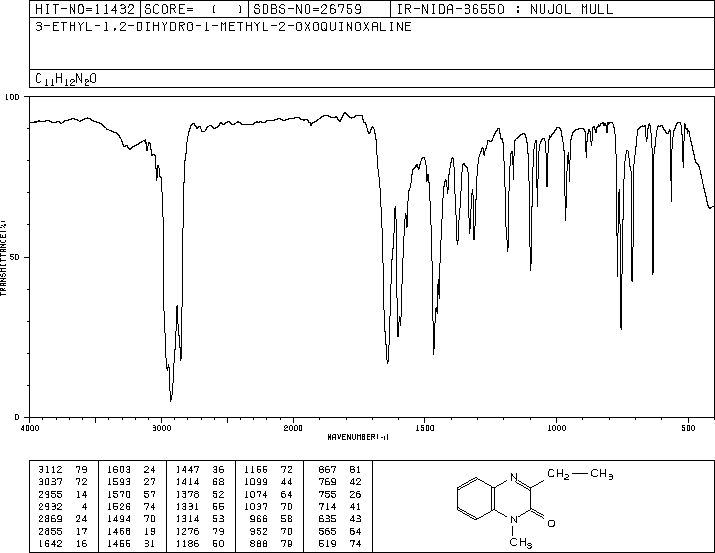 HIT-NO=11432 SCORE= ( ) SDBS-NO=26759 IR-NIDA-36550 : NUJOL MULL
3-ETHYL-1,2-DIHYDRO-1-METHYL-2-OXOQUINOXALINE
C11H12N2O
100
50
0
TRANSMITTANCE(%)
4000 3000 2000 1500 1000 500
WAVENUMBER(-1)
3112 79 1603 24 1447 36 1166 72 867 81
3037 72 1593 27 1414 68 1099 44 769 42
2955 14 1570 57 1378 52 1074 64 755 26
2932 4 1526 74 1331 55 1037 70 714 41
2869 24 1494 70 1314 53 966 58 635 43
2855 17 1468 19 1276 79 952 70 565 64
1642 16 1456 31 1186 50 888 79 519 74
N CH2 CH3
N O
CH3